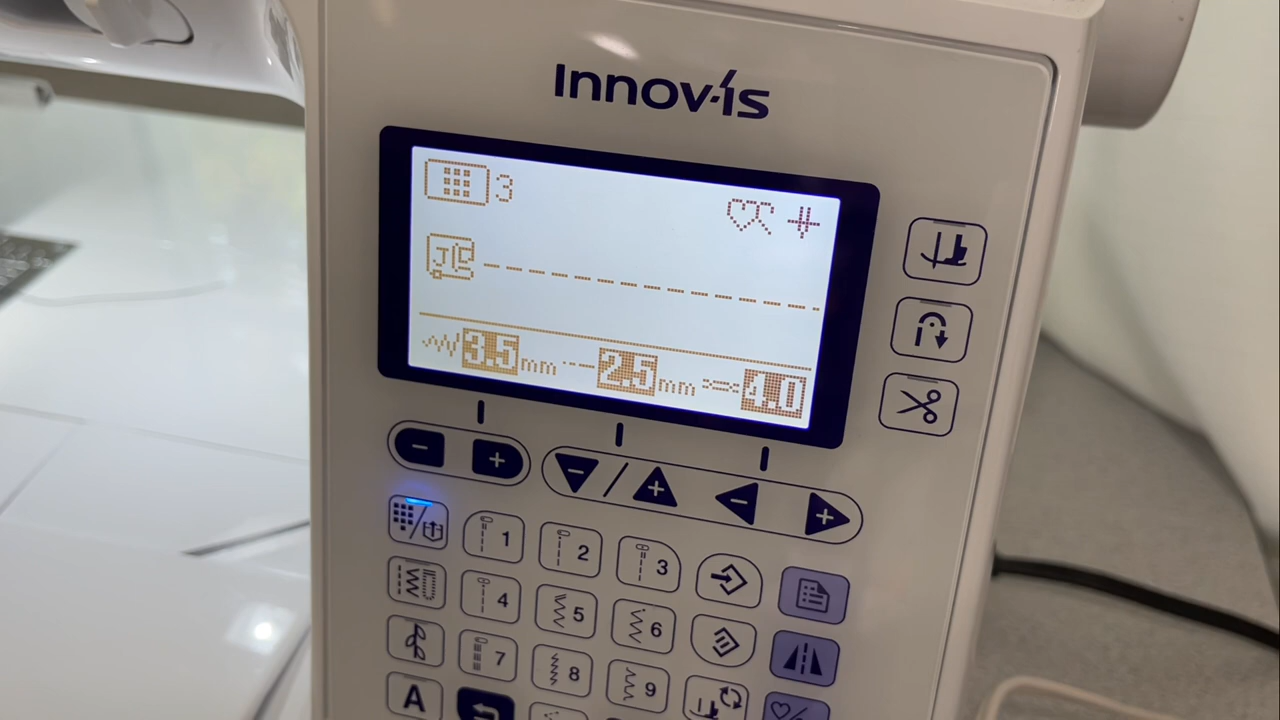 Innov-is
3
J
3.5 mm 2.5 mm 4.0
- + - / + - +
1 2 3
4 5 6
7 8 9
A